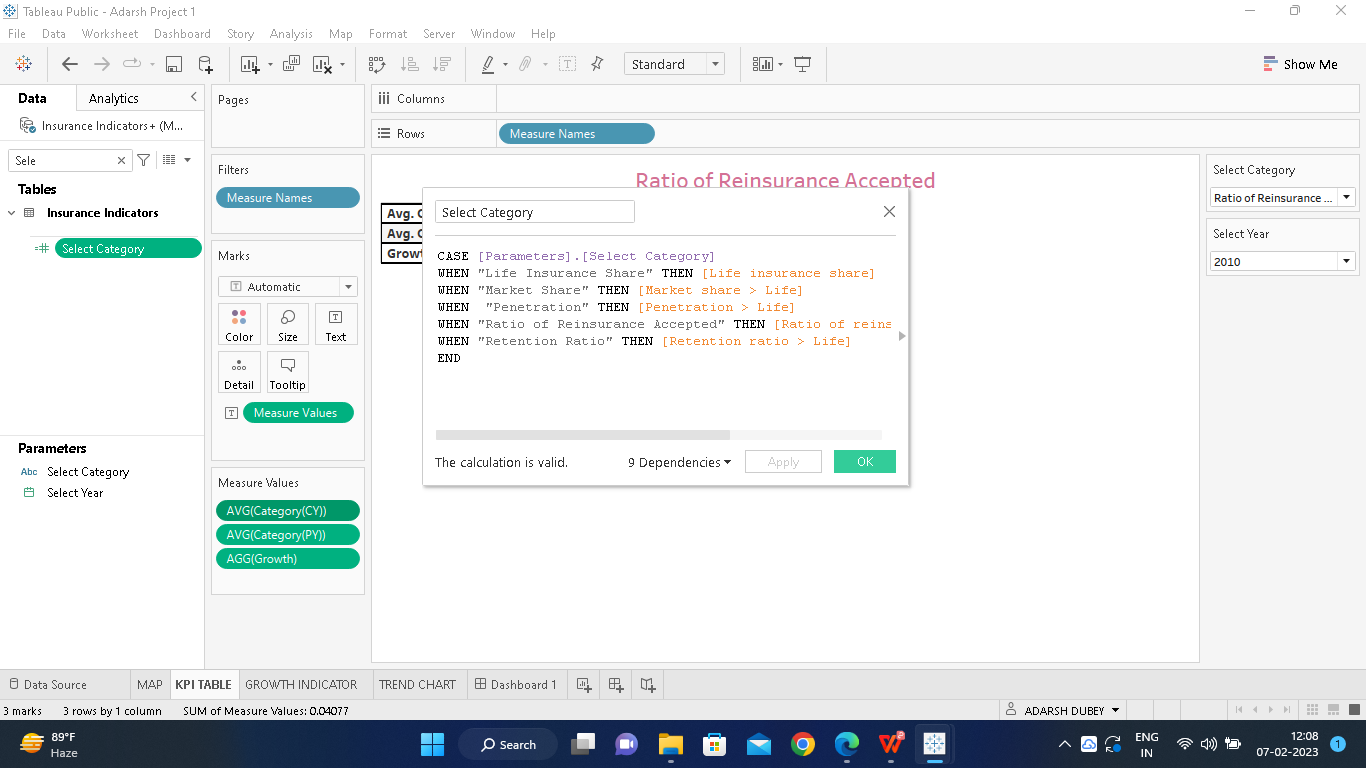 Tableau Public - Adarsh Project 1
File Data Worksheet Dashboard Story Analysis Map Format Server Window Help
Standard
Show Me
Data Analytics
Insurance Indicators+ (M...
Sele
Tables
Insurance Indicators
Select Category
Parameters
Abc Select Category
Select Year
Pages
Filters
Measure Names
Marks
Automatic
Color Size Text
Detail Tooltip
Measure Values
Measure Values
AVG(Category(CY))
AVG(Category(PY))
AGG(Growth)
Columns
Rows Measure Names
Ratio of Reinsurance Accepted
Avg. C
Avg. C
Growt
Select Category
CASE [Parameters].[Select Category]
WHEN "Life Insurance Share" THEN [Life insurance share]
WHEN "Market Share" THEN [Market share > Life]
WHEN  "Penetration" THEN [Penetration > Life]
WHEN "Ratio of Reinsurance Accepted" THEN [Ratio of reins
WHEN "Retention Ratio" THEN [Retention ratio > Life]
END
The calculation is valid. 9 Dependencies Apply OK
Select Category
Ratio of Reinsurance ...
Select Year
2010
Data Source MAP KPI TABLE GROWTH INDICATOR TREND CHART Dashboard 1
3 marks 3 rows by 1 column SUM of Measure Values: 0.04077 ADARSH DUBEY
89°F
Haze
Search
ENG
IN
12:08
07-02-2023
1